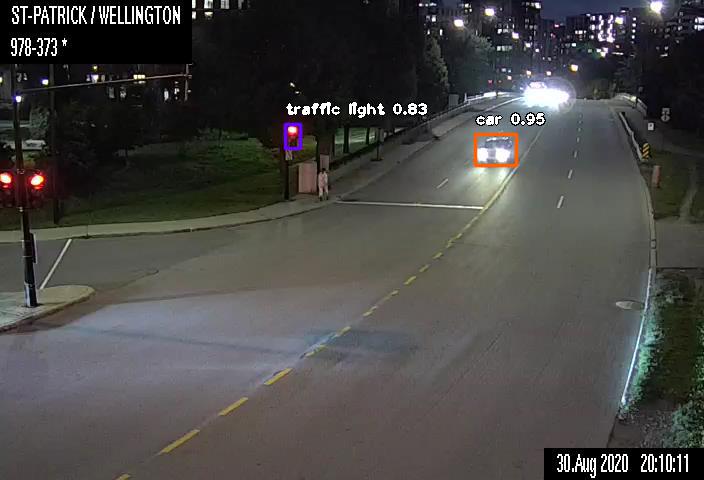 ST-PATRICK / WELLINGTON
978-373 *
traffic light 0.83
car 0.95
30.Aug 2020 20:10:11